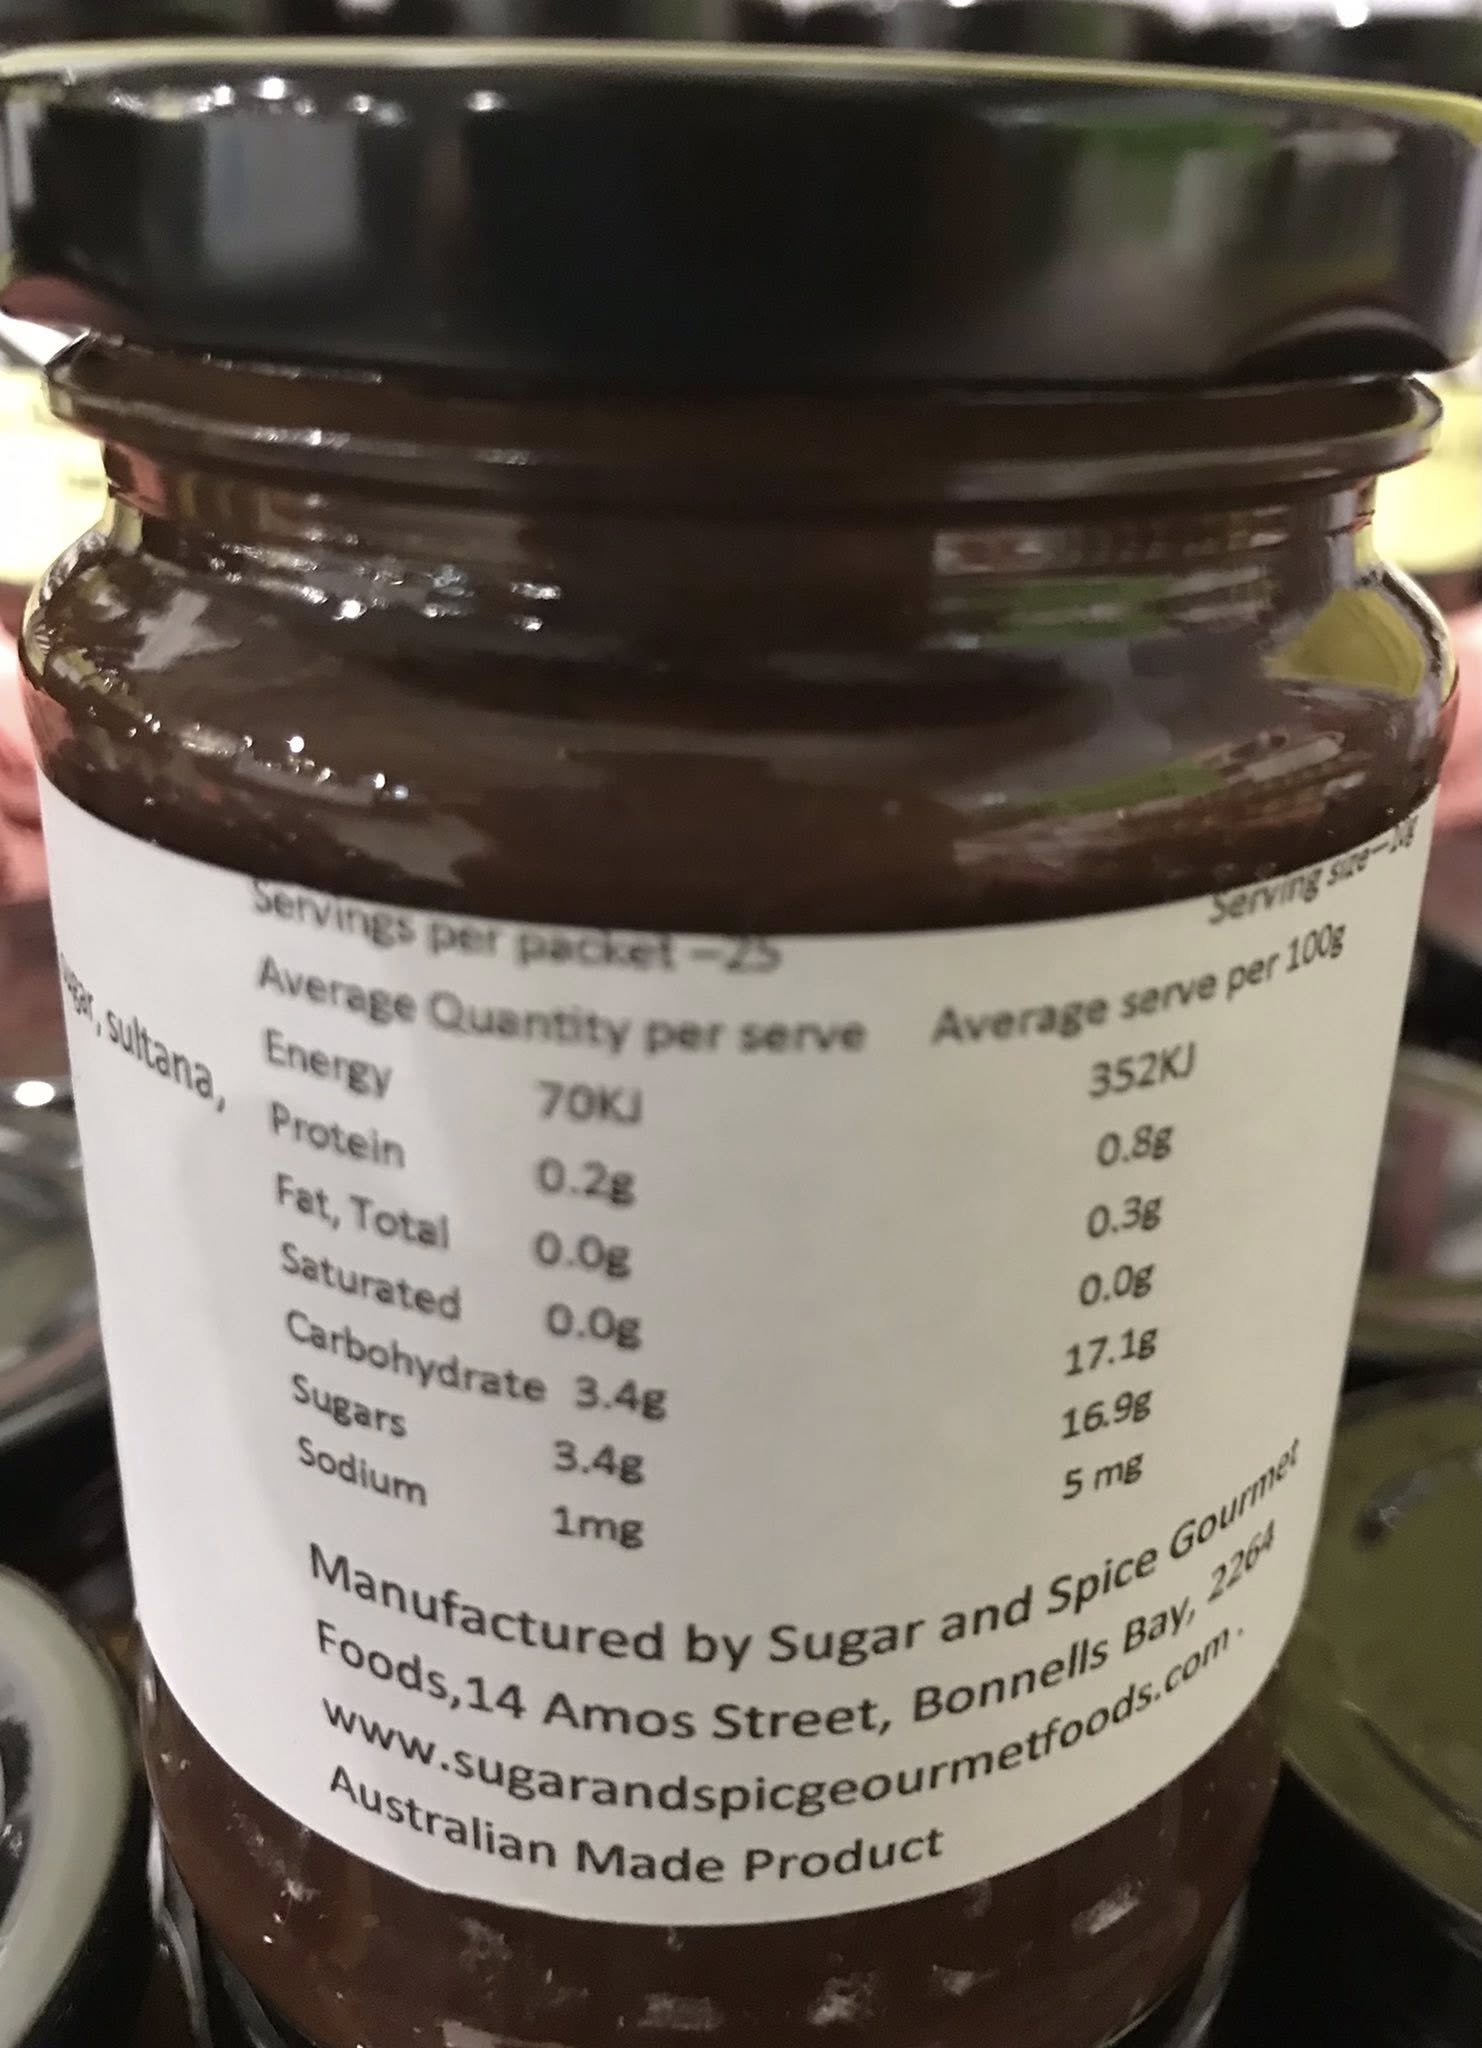 Servings per packet –25
Serving size—
Average Quantity per serve Average serve per 100g
Energy 70KJ 352KJ
Protein 0.2g 0.8g
Fat, Total 0.0g 0.3g
Saturated 0.0g 0.0g
Carbohydrate 3.4g 17.1g
Sugars 3.4g 16.9g
Sodium 1mg 5 mg
sultana,
Manufactured by Sugar and Spice Gourmet
Foods,14 Amos Street, Bonnells Bay, 2264
www.sugarandspicgeourmetfoods.com.
Australian Made Product